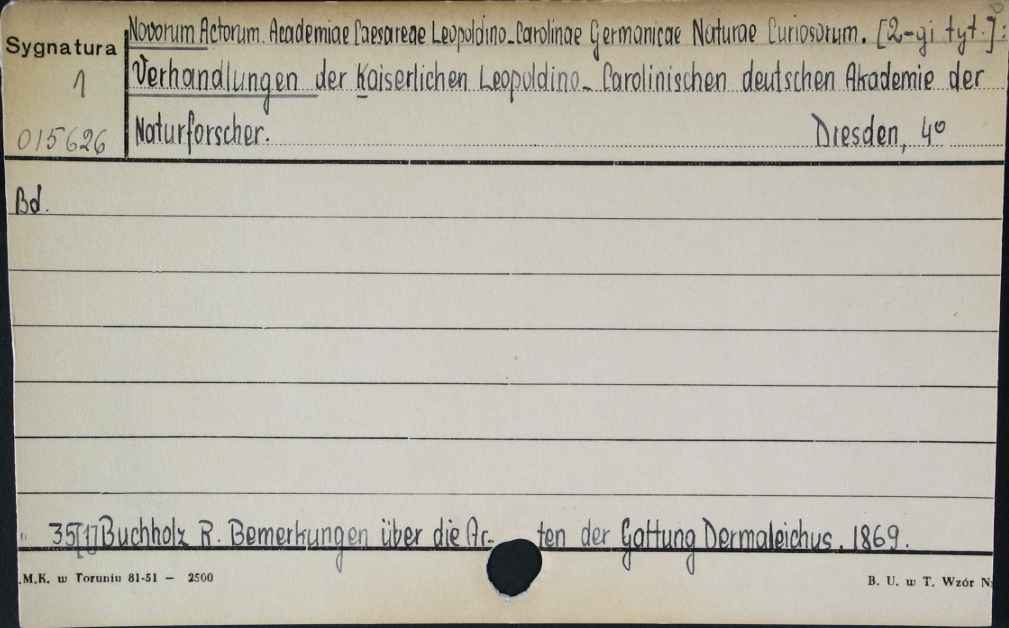 Sygnatura
1
015626
Novorum Actorum. Academiae Caesareae Leopoldino-Carolinae Germanicae Naturae Curiosorum. [2-gi tyt.]:
Verhandlungen der Kaiserlichen Leopoldino-Carolinischen deutschen Akademie der
Naturforscher. Dresden, 4°
Bd.
" 35[1] Buchholz R. Bemerkungen über die Ar-ten der Gattung Dermaleichus. 1869.
.M.K. w Toruniu 81-51 — 2500
B. U. w T. Wzór N